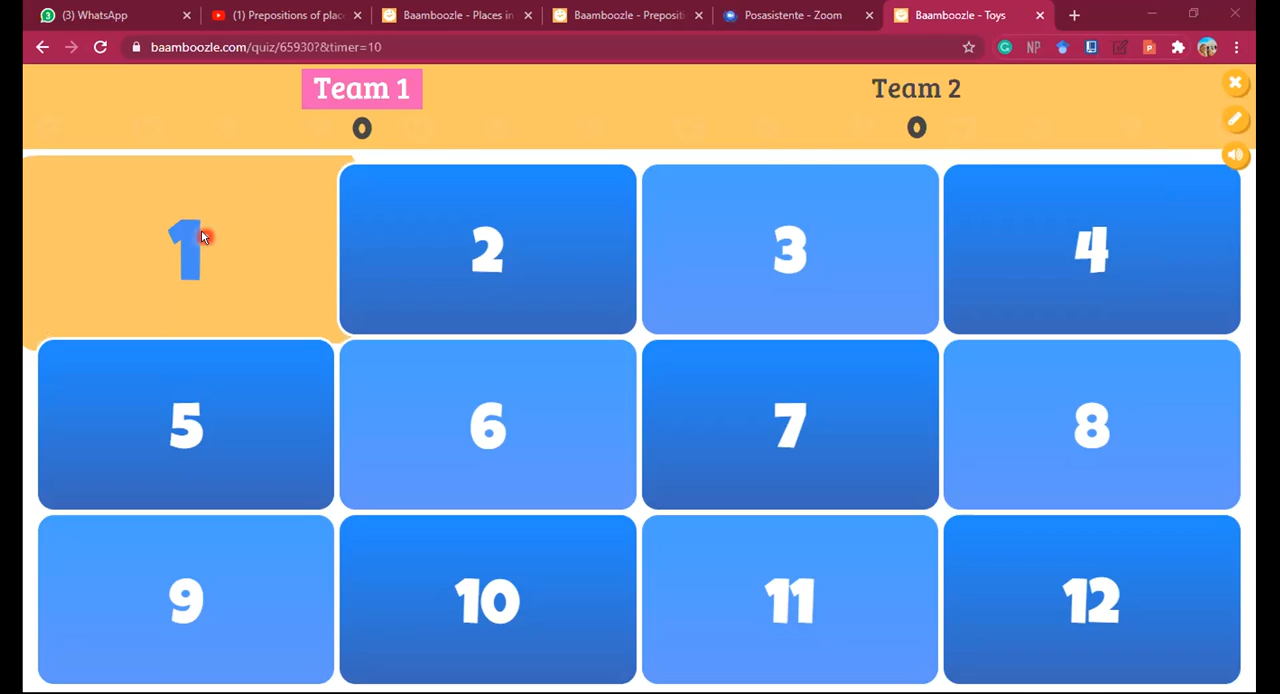 (3) WhatsApp
(1) Prepositions of plac
Baamboozle - Places in
Baamboozle - Prepositi
Posasistente - Zoom
Baamboozle - Toys
baamboozle.com/quiz/65930?&timer=10
NP
Team 1
Team 2
0
0
1
2
3
4
5
6
7
8
9
10
11
12